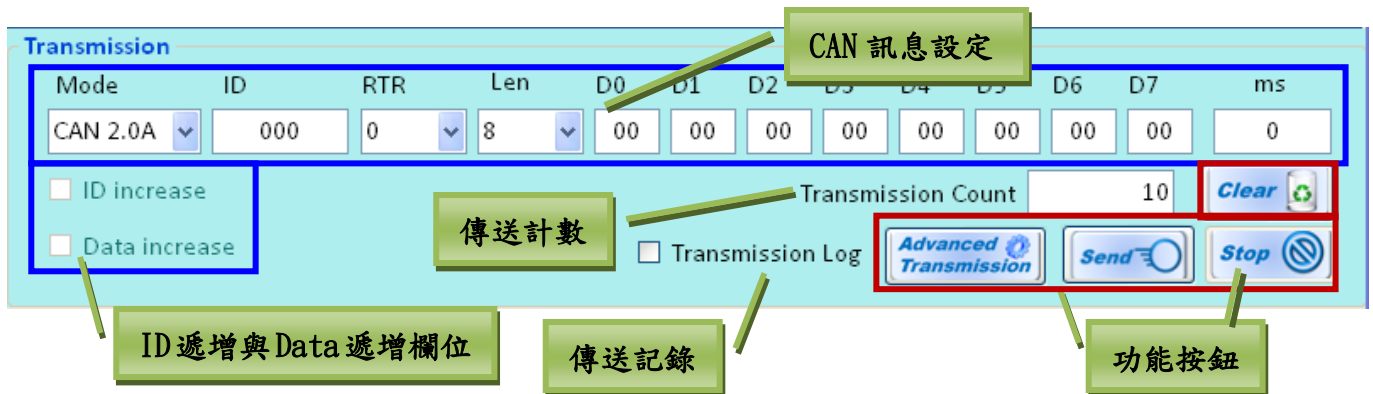 Transmission
CAN 訊息設定
Mode ID RTR Len D0 D1 D2 D3 D4 D5 D6 D7 ms
CAN 2.0A 000 0 8 00 00 00 00 00 00 00 00 0
ID increase
Transmission Count 10 Clear
傳送計數
Data increase
Transmission Log
Advanced
Transmission
Send
Stop
ID遞增與Data遞增欄位
傳送記錄
功能按鈕